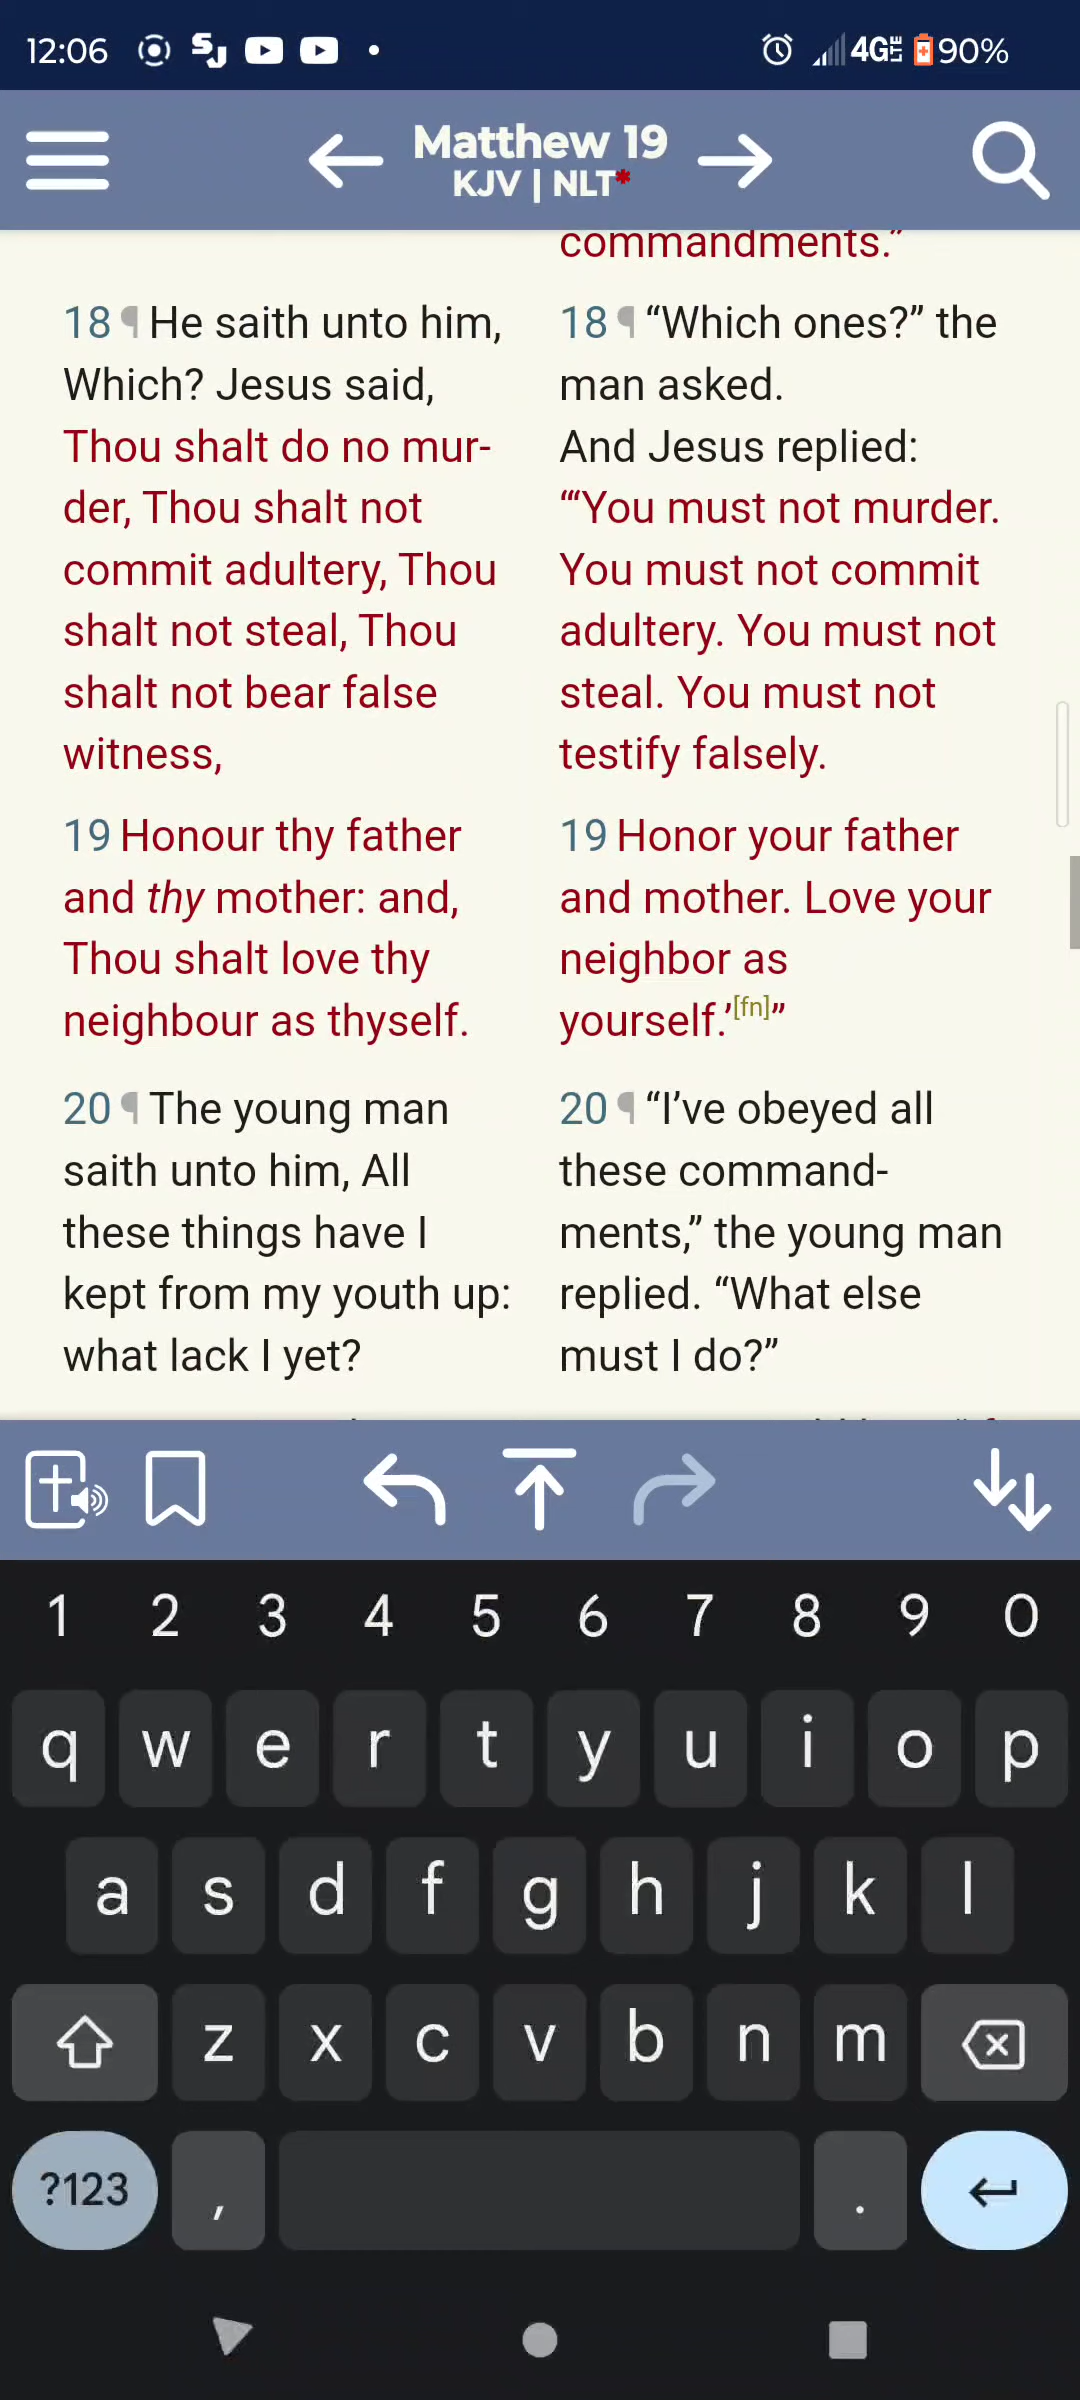 12:06
4G LTE 90%
Matthew 19
KJV | NLT*
commandments.”
18 ¶ He saith unto him,
Which? Jesus said,
Thou shalt do no mur-
der, Thou shalt not
commit adultery, Thou
shalt not steal, Thou
shalt not bear false
witness,
19 Honour thy father
and thy mother: and,
Thou shalt love thy
neighbour as thyself.
20 ¶ The young man
saith unto him, All
these things have I
kept from my youth up:
what lack I yet?
18 ¶ “Which ones?” the
man asked.
And Jesus replied:
“‘You must not murder.
You must not commit
adultery. You must not
steal. You must not
testify falsely.
19 Honor your father
and mother. Love your
neighbor as
yourself.’[fn]”
20 ¶ “I’ve obeyed all
these command-
ments,” the young man
replied. “What else
must I do?”
1 2 3 4 5 6 7 8 9 0
q w e r t y u i o p
a s d f g h j k l
z x c v b n m
?123 , .